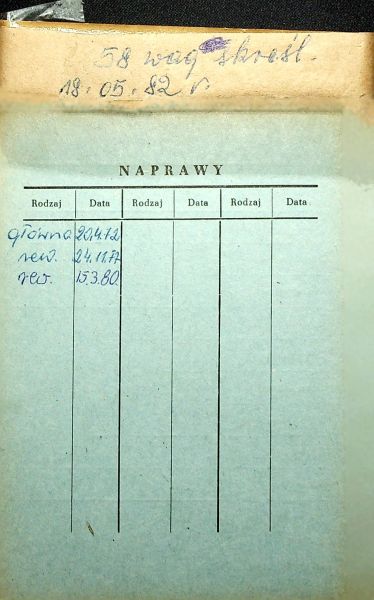 58 wag skreśl.
18.05.82 r.
NAPRAWY
Rodzaj Data Rodzaj Data Rodzaj Data
główna 20.4.72
rew. 24.11.77
rew. 15.3.80.